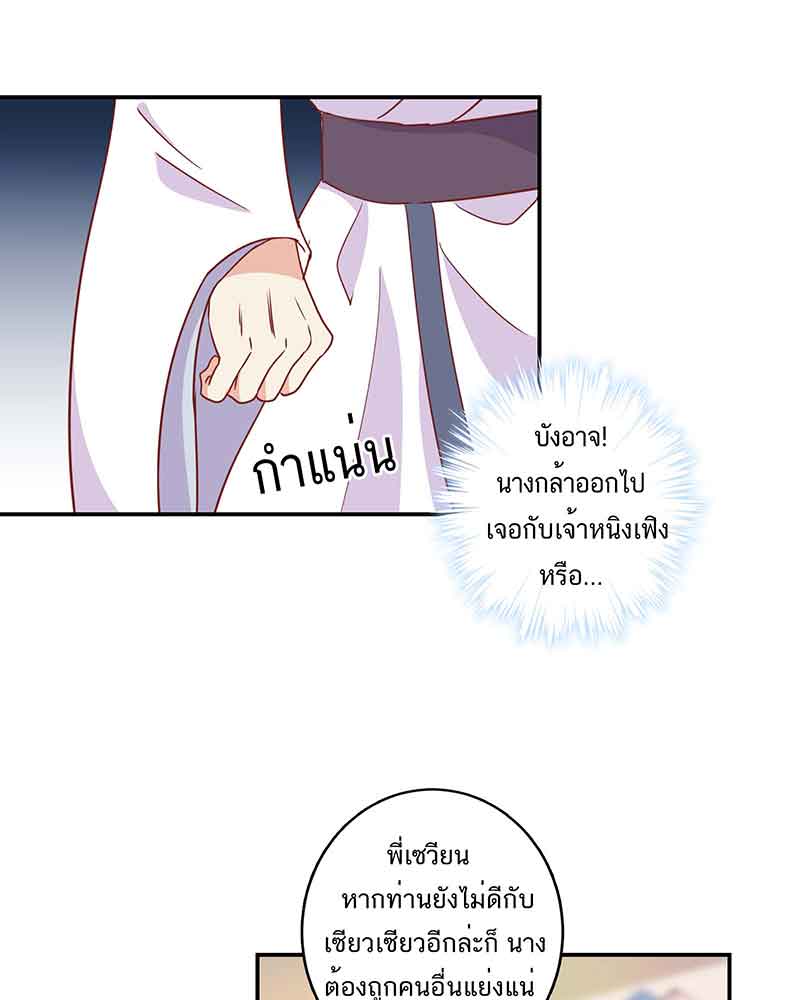 กำแน่น
บังอาจ!
นางกล้าออกไป
เจอกับเจ้าหนิงเฟิง
หรือ...
พี่เซวียน
หากท่านยังไม่ดีกับ
เซียวเซียวอีกล่ะก็ นาง
ต้องถูกคนอื่นแย่งแน่